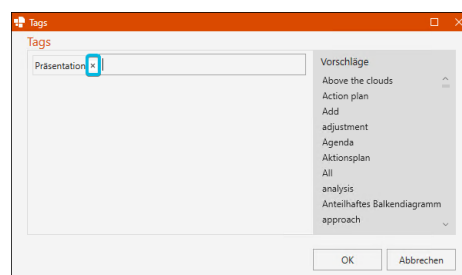 Tags
Tags
Präsentation ×
Vorschläge
Above the clouds
Action plan
Add
adjustment
Agenda
Aktionsplan
All
analysis
Anteilhaftes Balkendiagramm
approach
OK
Abbrechen